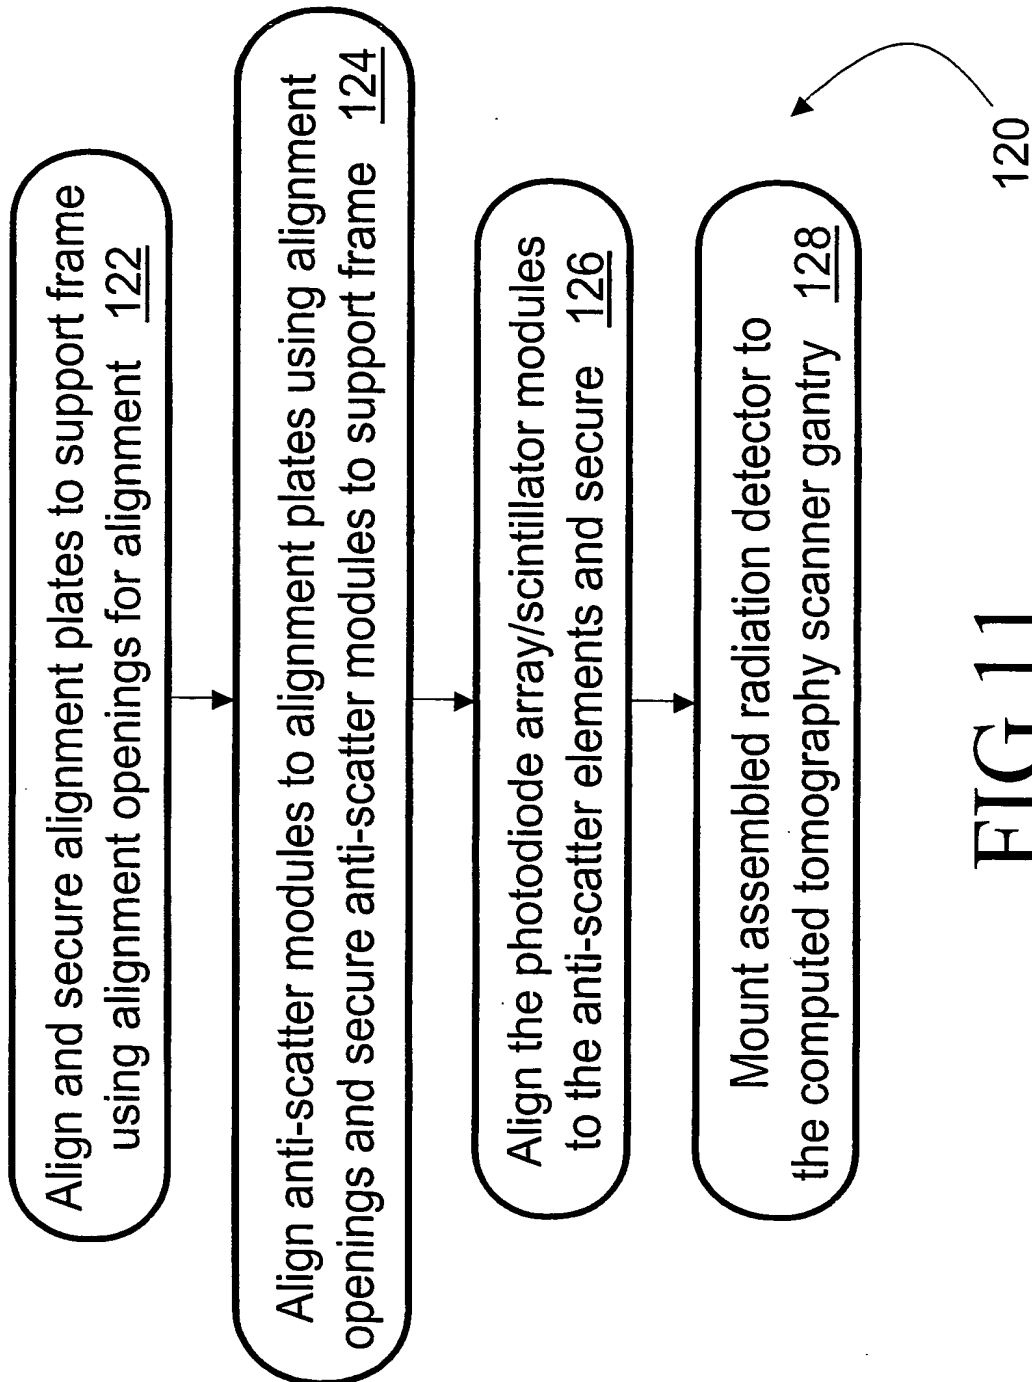 Align and secure alignment plates to support frame
using alignment openings for alignment 122
Align anti-scatter modules to alignment plates using alignment
openings and secure anti-scatter modules to support frame 124
Align the photodiode array/scintillator modules
to the anti-scatter elements and secure 126
Mount assembled radiation detector to
the computed tomography scanner gantry 128
120
FIG 11